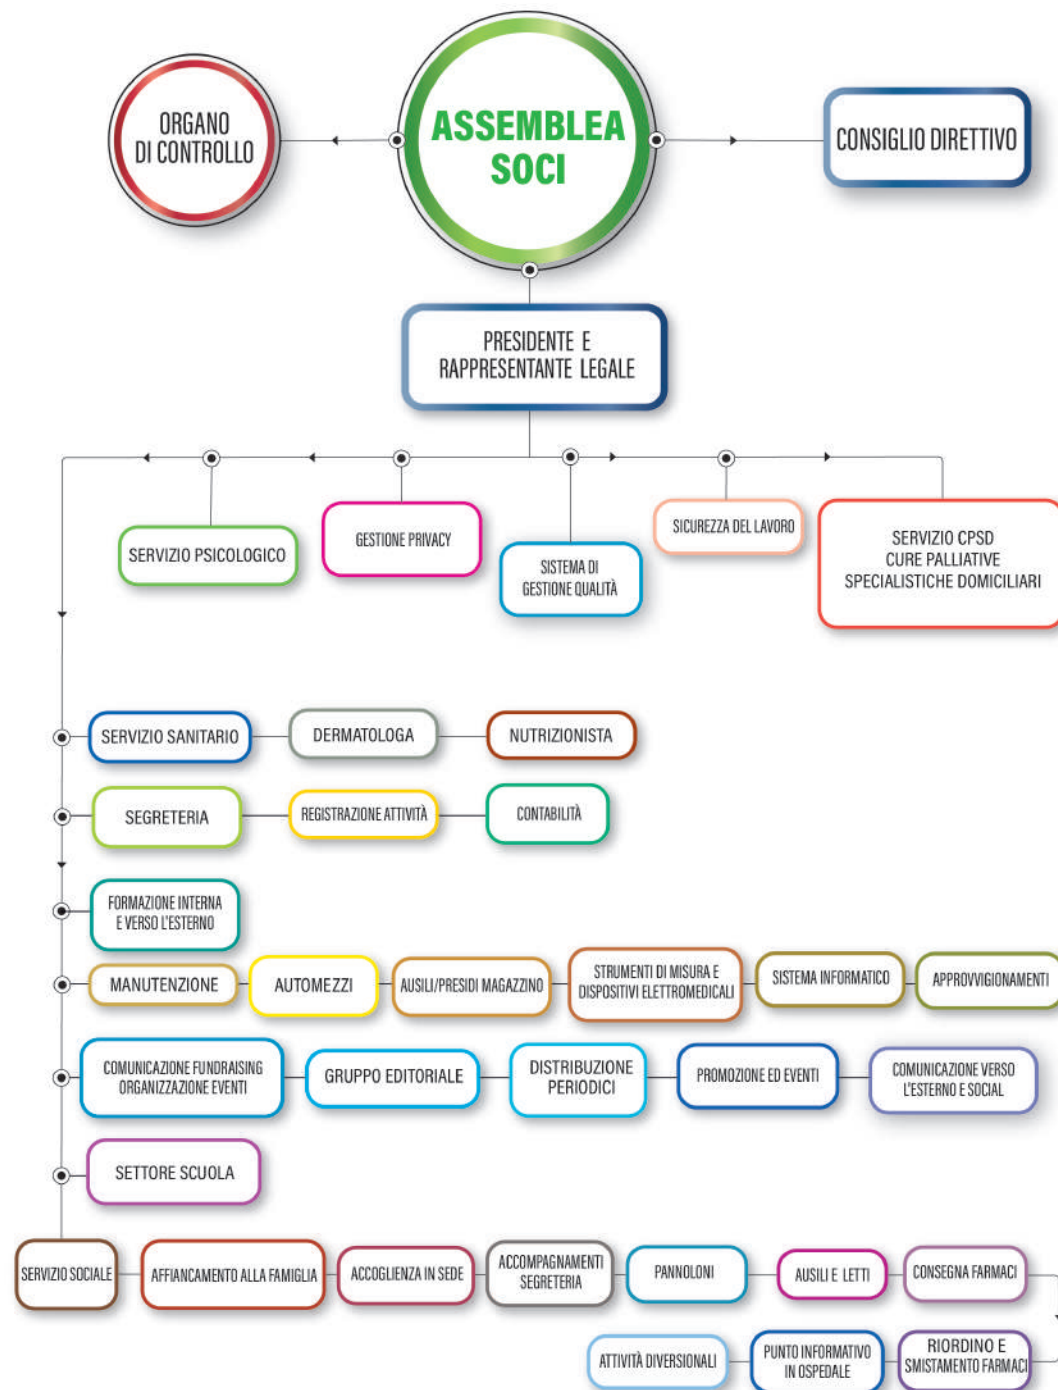 ORGANO
DI CONTROLLO
ASSEMBLEA
SOCI
CONSIGLIO DIRETTIVO
PRESIDENTE E
RAPPRESENTANTE LEGALE
SERVIZIO PSICOLOGICO
GESTIONE PRIVACY
SISTEMA DI
GESTIONE QUALITÀ
SICUREZZA DEL LAVORO
SERVIZIO CPSD
CURE PALLIATIVE
SPECIALISTICHE DOMICILIARI
SERVIZIO SANITARIO
DERMATOLOGA
NUTRIZIONISTA
SEGRETERIA
REGISTRAZIONE ATTIVITÀ
CONTABILITÀ
FORMAZIONE INTERNA
E VERSO L'ESTERNO
MANUTENZIONE
AUTOMEZZI
AUSILI/PRESIDI MAGAZZINO
STRUMENTI DI MISURA E
DISPOSITIVI ELETTROMEDICALI
SISTEMA INFORMATICO
APPROVVIGIONAMENTI
COMUNICAZIONE FUNDRAISING
ORGANIZZAZIONE EVENTI
GRUPPO EDITORIALE
DISTRIBUZIONE
PERIODICI
PROMOZIONE ED EVENTI
COMUNICAZIONE VERSO
L'ESTERNO E SOCIAL
SETTORE SCUOLA
SERVIZIO SOCIALE
AFFIANCAMENTO ALLA FAMIGLIA
ACCOGLIENZA IN SEDE
ACCOMPAGNAMENTI
SEGRETERIA
PANNOLONI
AUSILI E LETTI
CONSEGNA FARMACI
ATTIVITÀ DIVERSIONALI
PUNTO INFORMATIVO
IN OSPEDALE
RIORDINO E
SMISTAMENTO FARMACI